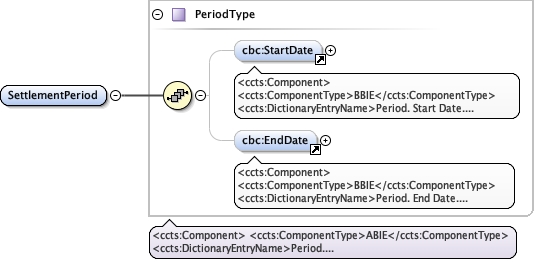 PeriodType
cbc:StartDate
<ccts:Component>
<ccts:ComponentType>BBIE</ccts:ComponentType>
<ccts:DictionaryEntryName>Period. Start Date....
SettlementPeriod
cbc:EndDate
<ccts:Component>
<ccts:ComponentType>BBIE</ccts:ComponentType>
<ccts:DictionaryEntryName>Period. End Date....
<ccts:Component> <ccts:ComponentType>ABIE</ccts:ComponentType>
<ccts:DictionaryEntryName>Period....